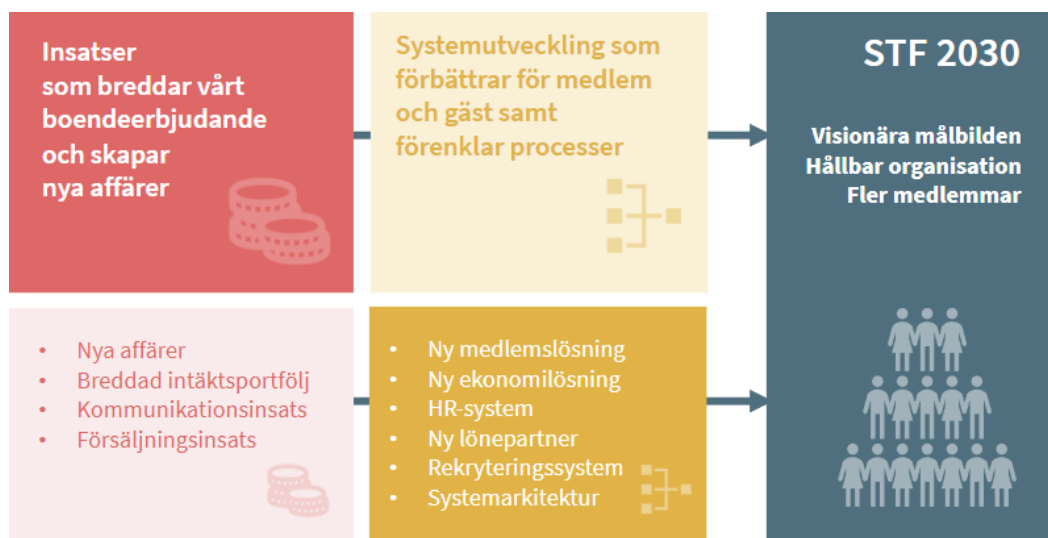 Insatser
som breddar vårt
boendeerbjudande
och skapar
nya affärer
Systemutveckling som
förbättrar för medlem
och gäst samt
förenklar processer
STF 2030
Visionära målbilden
Hållbar organisation
Fler medlemmar
• Nya affärer
• Breddad intäktsportfölj
• Kommunikationsinsats
• Försäljningsinsats
• Ny medlemslösning
• Ny ekonomilösning
• HR-system
• Ny lönepartner
• Rekryteringssystem
• Systemarkitektur